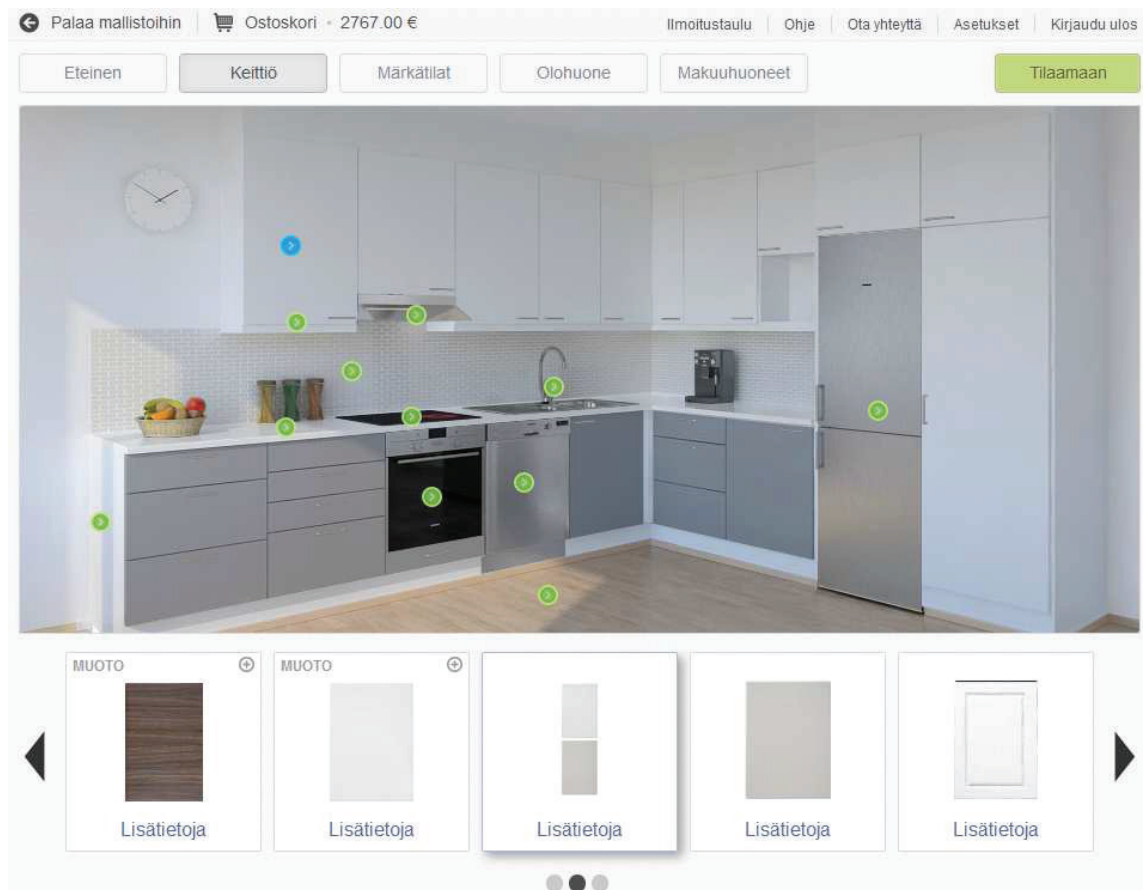 Palaa mallistoihin Ostoskori • 2767.00 € Ilmoitustaulu Ohje Ota yhteyttä Asetukset Kirjaudu ulos
Eteinen Keittiö Märkätilat Olohuone Makuuhuoneet Tilaamaan
MUOTO MUOTO
Lisätietoja Lisätietoja Lisätietoja Lisätietoja Lisätietoja